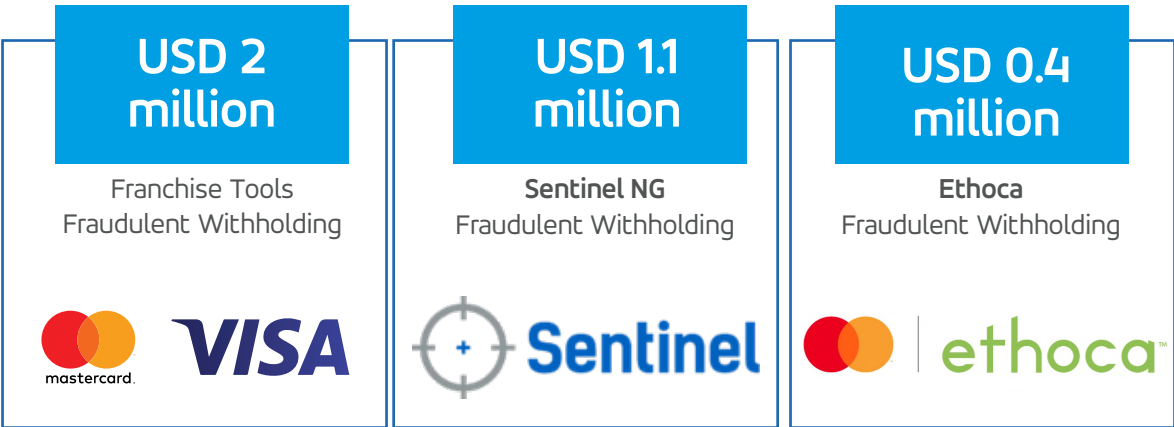 USD 2
million
Franchise Tools
Fraudulent Withholding
mastercard.
VISA
USD 1.1
million
Sentinel NG
Fraudulent Withholding
Sentinel
USD 0.4
million
Ethoca
Fraudulent Withholding
ethoca™